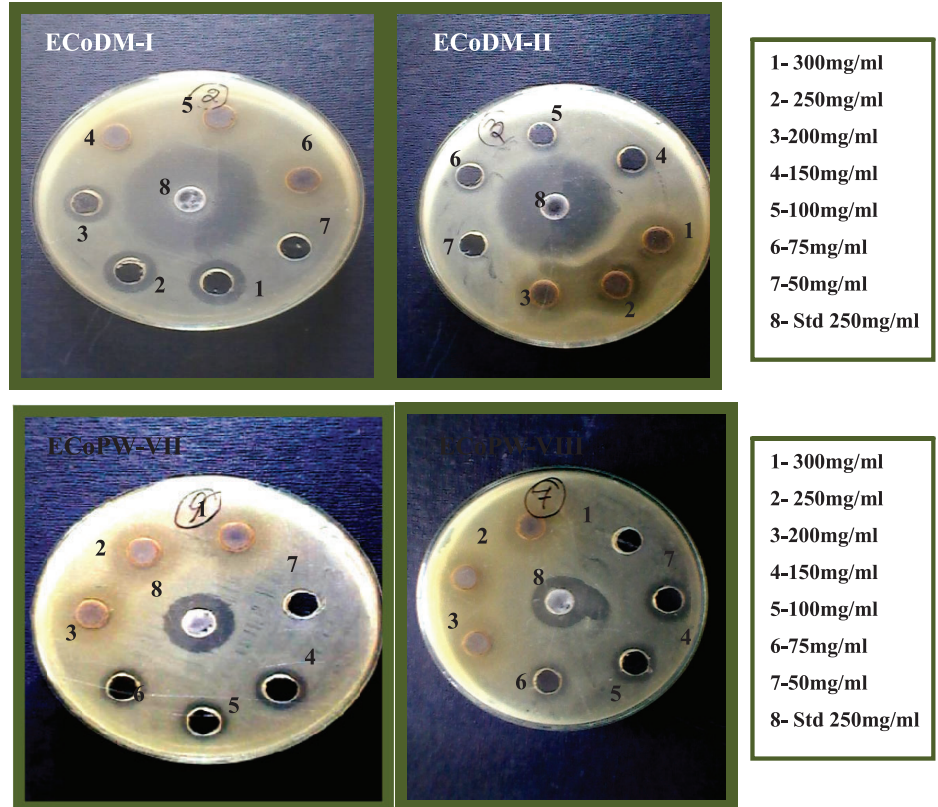 ECoDM-I
2
5
4
6
8
3
7
2
1
ECoDM-II
2
5
4
6
8
1
7
3
2
1- 300mg/ml
2- 250mg/ml
3-200mg/ml
4-150mg/ml
5-100mg/ml
6-75mg/ml
7-50mg/ml
8- Std 250mg/ml
ECoPW-VII
9
1
2
7
8
3
4
6
5
ECoPW-VIII
7
1
2
7
8
3
4
6
5
1- 300mg/ml
2- 250mg/ml
3-200mg/ml
4-150mg/ml
5-100mg/ml
6-75mg/ml
7-50mg/ml
8- Std 250mg/ml